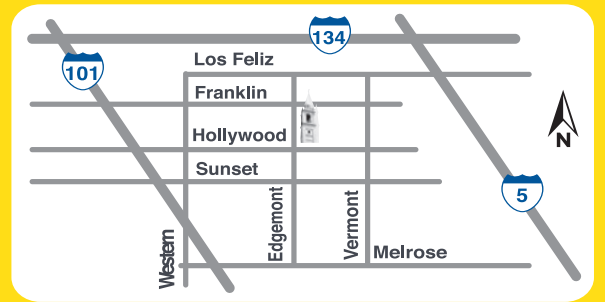 134
101
Los Feliz
Franklin
Hollywood
Sunset
N
5
Western
Edgemont
Vermont
Melrose